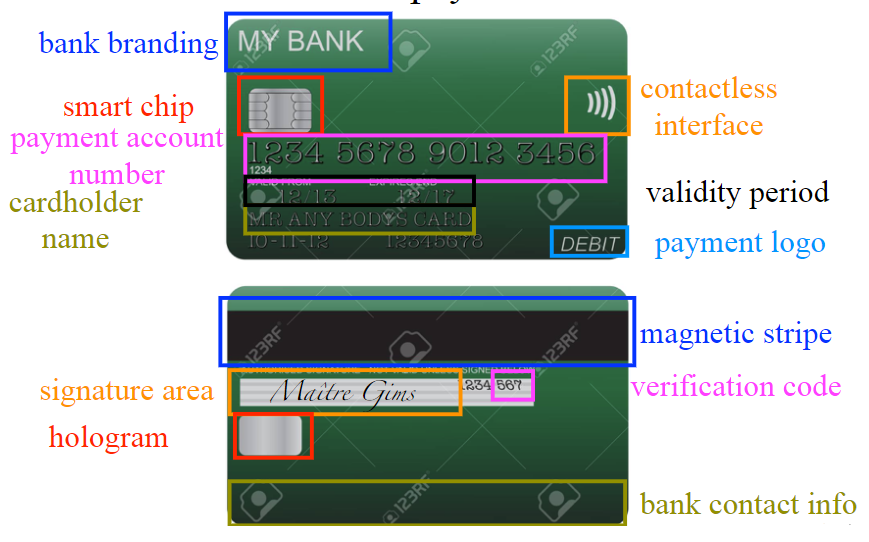 bank branding
MY BANK
smart chip
contactless
interface
payment account
number
1234 5678 9012 3456
1234
VALID FROM EXPIRES END
12/13 12/17
cardholder
name
MR ANY BODYS CARD
validity period
10-11-12 12345678
DEBIT
payment logo
magnetic stripe
signature area
Maître Gims
1234 567
verification code
hologram
bank contact info
123RF